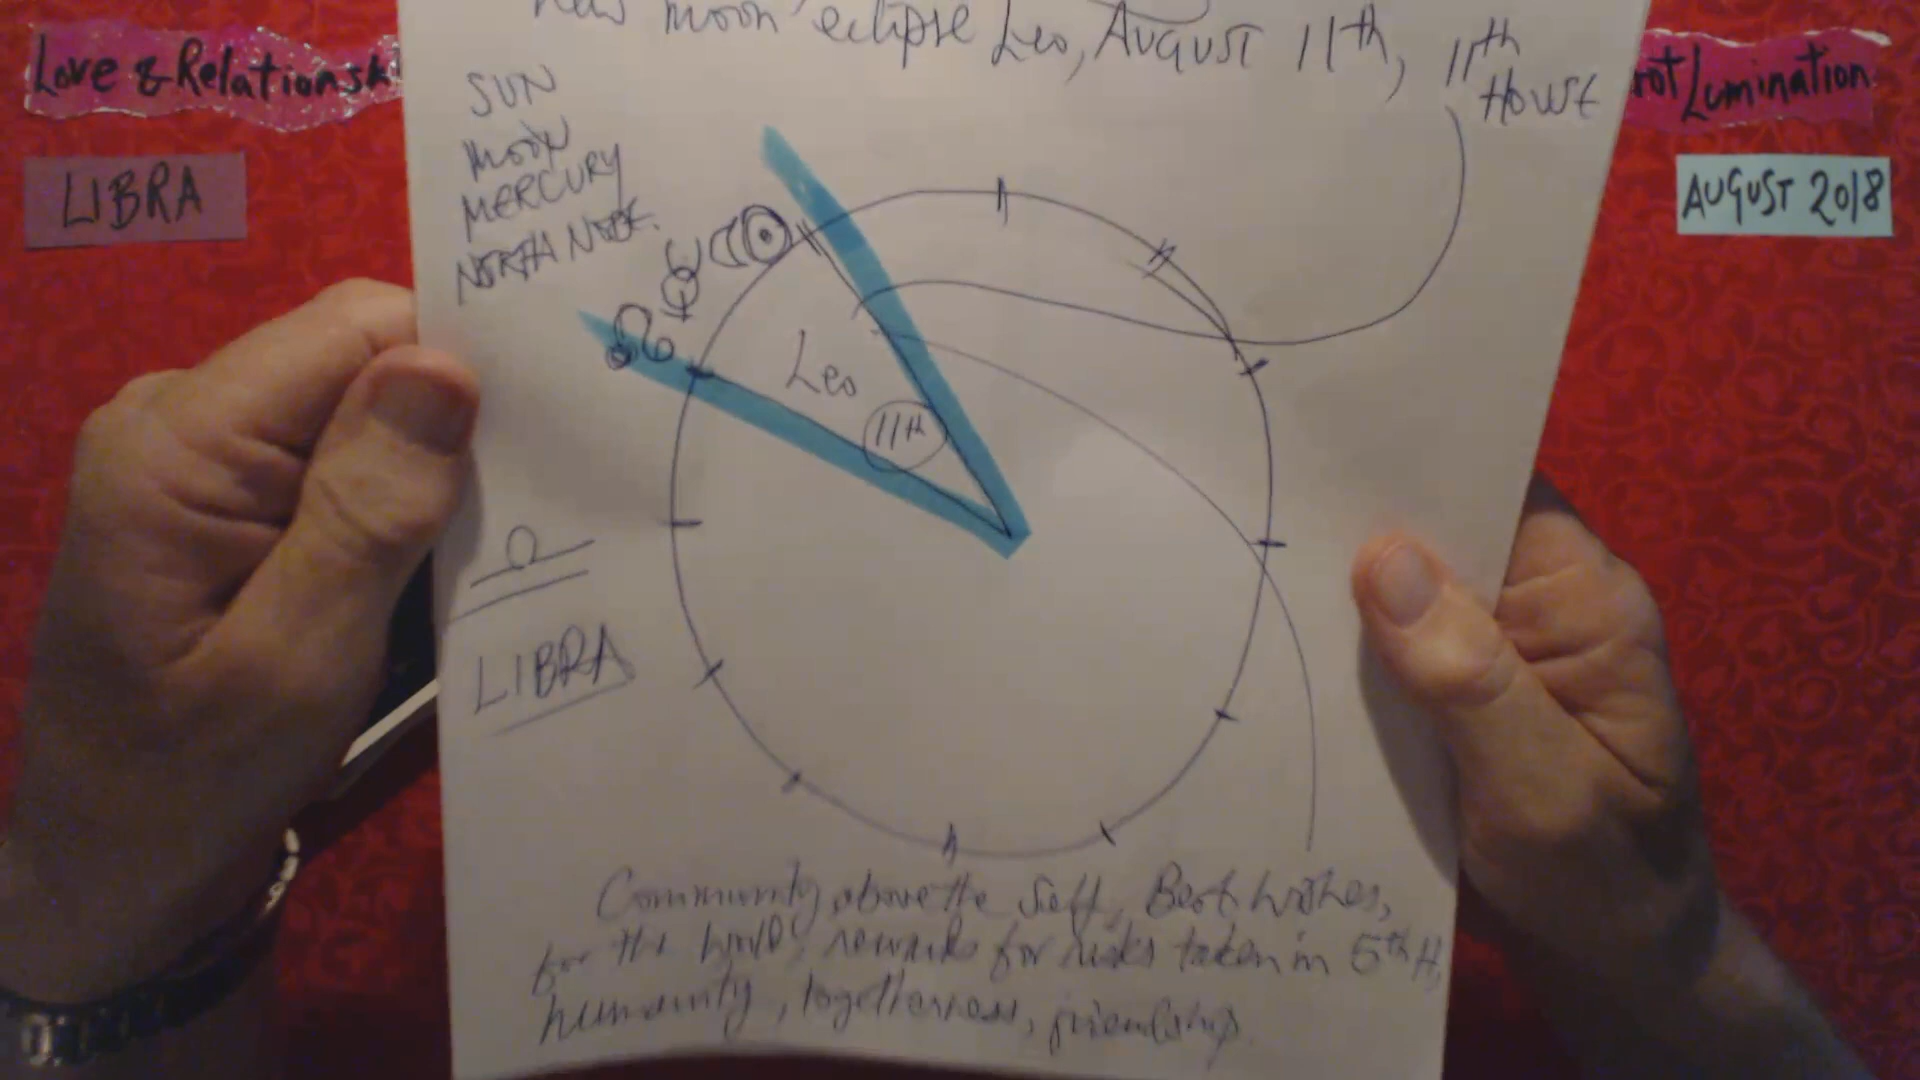 new moon eclipse Leo, August 11th, 11th House
Love & Relationsh
rot Lumination
LIBRA
AUGUST 2018
SUN
MOON
MERCURY
NORTH NODE.
Leo
11th
LIBRA
Community above the Self, Best wishes,
for the world, rewards for risks taken in 5th H,
humanity, togetherness, friendship.